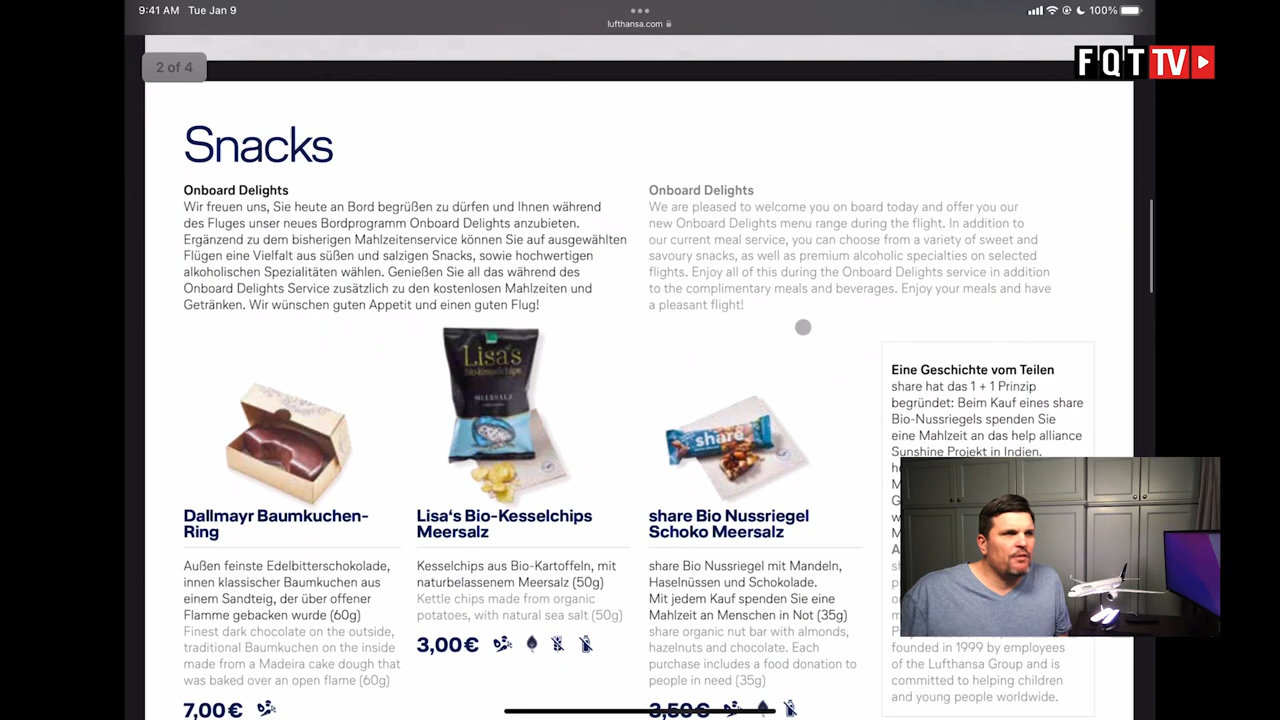 9:41 AM Tue Jan 9
100%
lufthansa.com
FQT TV
2 of 4
Snacks
Onboard Delights
Wir freuen uns, Sie heute an Bord begrüßen zu dürfen und Ihnen während
des Fluges unser neues Bordprogramm Onboard Delights anzubieten.
Ergänzend zu dem bisherigen Mahlzeitenservice können Sie auf ausgewählten
Flügen eine Vielfalt aus süßen und salzigen Snacks, sowie hochwertigen
alkoholischen Spezialitäten wählen. Genießen Sie all das während des
Onboard Delights Service zusätzlich zu den kostenlosen Mahlzeiten und
Getränken. Wir wünschen guten Appetit und einen guten Flug!
Onboard Delights
We are pleased to welcome you on board today and offer you our
new Onboard Delights menu range during the flight. In addition to
our current meal service, you can choose from a variety of sweet and
savoury snacks, as well as premium alcoholic specialties on selected
flights. Enjoy all of this during the Onboard Delights service in addition
to the complimentary meals and beverages. Enjoy your meals and have
a pleasant flight!
Lisa's
Bio-Kesselchips
MEERSALZ
share
Dallmayr Baumkuchen-
Ring
Außen feinste Edelbitterschokolade,
innen klassischer Baumkuchen aus
einem Sandteig, der über offener
Flamme gebacken wurde (60g)
Finest dark chocolate on the outside,
traditional Baumkuchen on the inside
made from a Madeira cake dough that
was baked over an open flame (60g)
7,00€
Lisa‘s Bio-Kesselchips
Meersalz
Kesselchips aus Bio-Kartoffeln, mit
naturbelassenem Meersalz (50g)
Kettle chips made from organic
potatoes, with natural sea salt (50g)
3,00€
share Bio Nussriegel
Schoko Meersalz
share Bio Nussriegel mit Mandeln,
Haselnüssen und Schokolade.
Mit jedem Kauf spenden Sie eine
Mahlzeit an Menschen in Not (35g)
share organic nut bar with almonds,
hazelnuts and chocolate. Each
purchase includes a food donation to
people in need (35g)
3,50€
Eine Geschichte vom Teilen
share hat das 1 + 1 Prinzip
begründet: Beim Kauf eines share
Bio-Nussriegels spenden Sie
eine Mahlzeit an das help alliance
Sunshine Projekt in Indien.
founded in 1999 by employees
of the Lufthansa Group and is
committed to helping children
and young people worldwide.